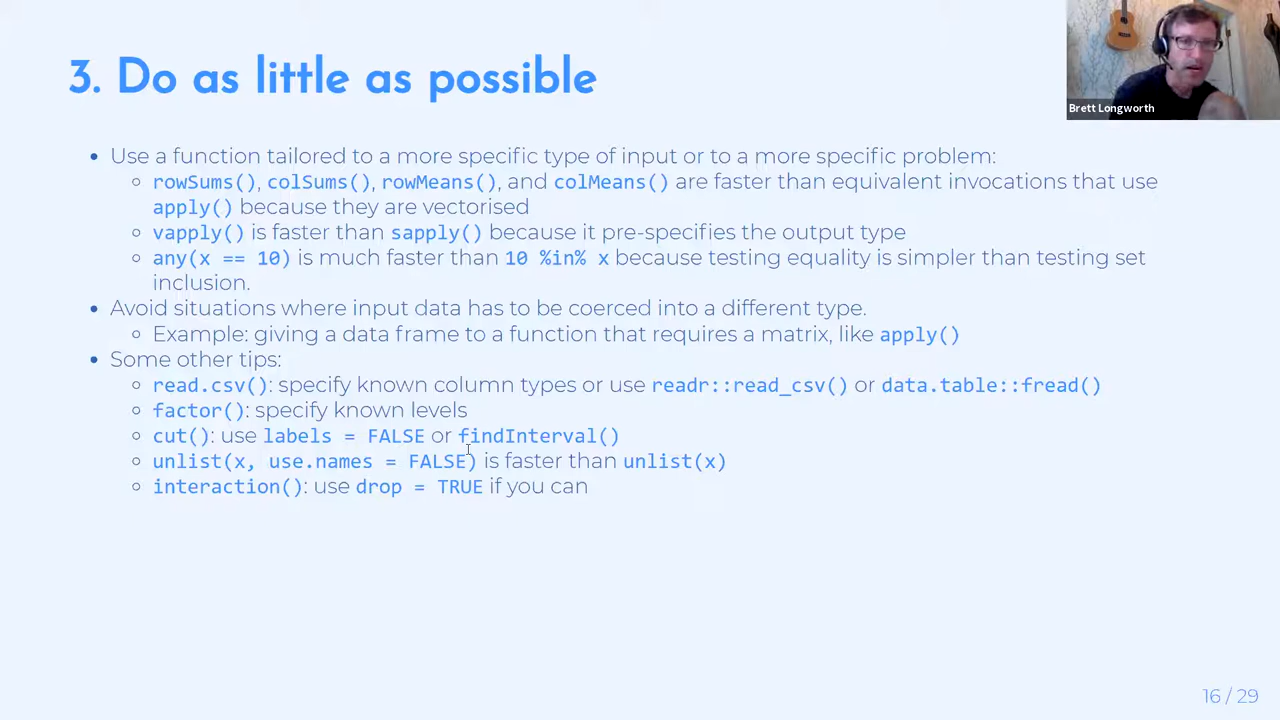 3. Do as little as possible
Brett Longworth
• Use a function tailored to a more specific type of input or to a more specific problem:
○ rowSums(), colSums(), rowMeans(), and colMeans() are faster than equivalent invocations that use
apply() because they are vectorised
○ vapply() is faster than sapply() because it pre-specifies the output type
○ any(x == 10) is much faster than 10 %in% x because testing equality is simpler than testing set
inclusion.
• Avoid situations where input data has to be coerced into a different type.
○ Example: giving a data frame to a function that requires a matrix, like apply()
• Some other tips:
○ read.csv(): specify known column types or use readr::read_csv() or data.table::fread()
○ factor(): specify known levels
○ cut(): use labels = FALSE or findInterval()
○ unlist(x, use.names = FALSE) is faster than unlist(x)
○ interaction(): use drop = TRUE if you can
16 / 29